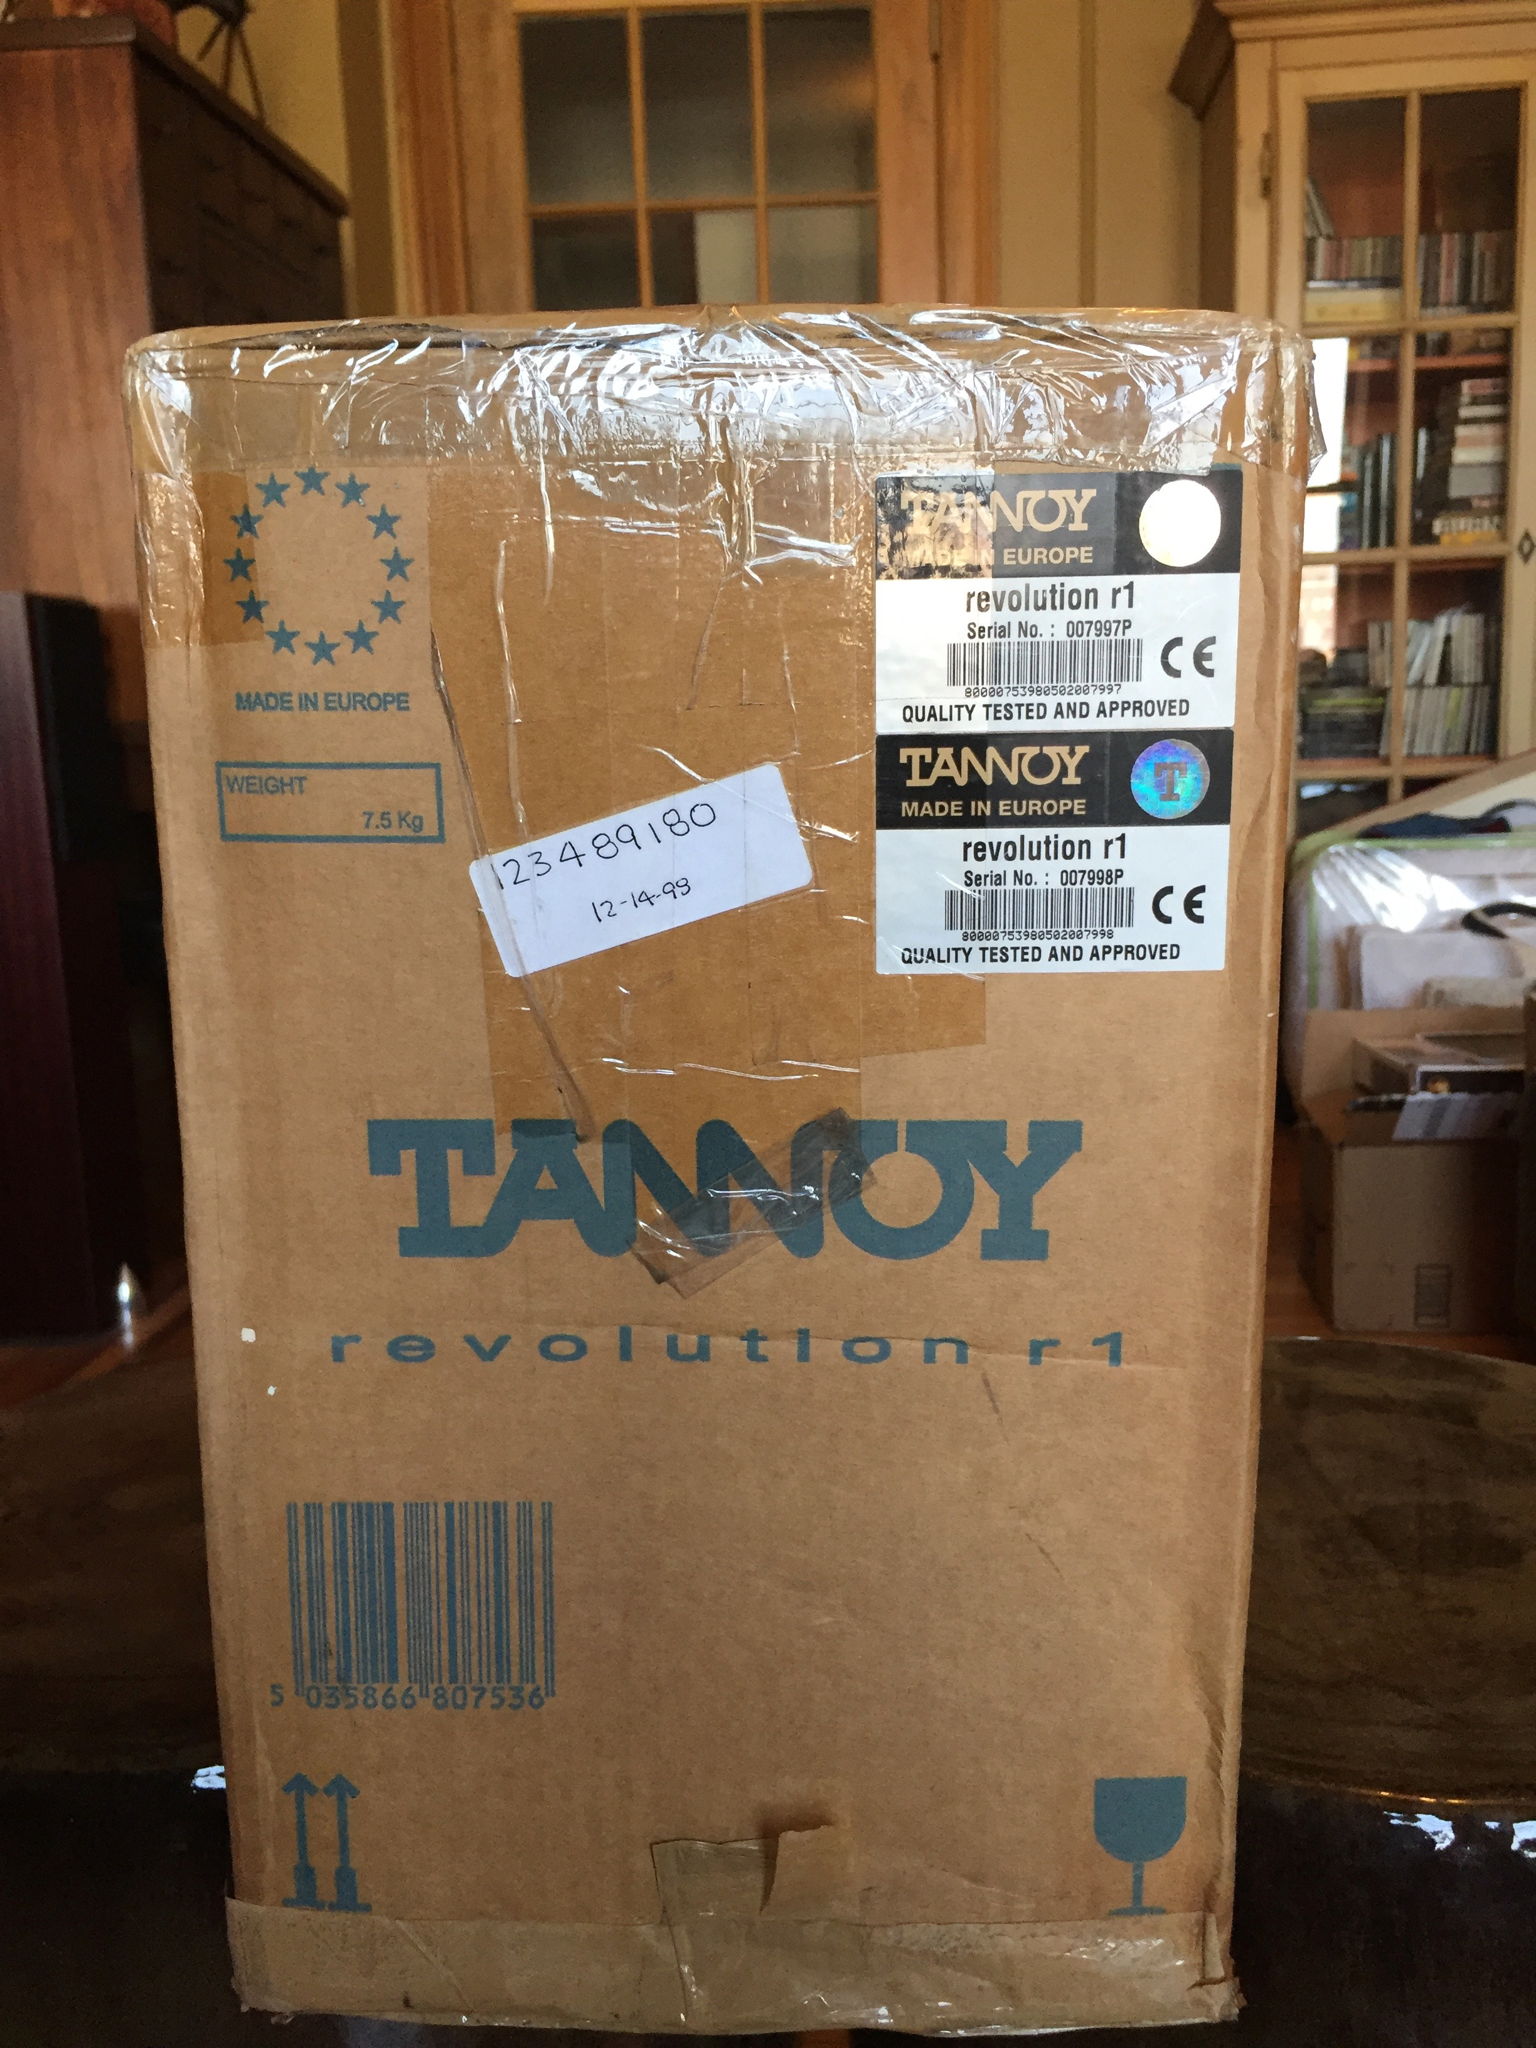 MADE IN EUROPE
WEIGHT
7.5 Kg
TANNOY
MADE IN EUROPE
revolution r1
Serial No. : 007997P
CE
80000753980502007997
QUALITY TESTED AND APPROVED
TANNOY
T
MADE IN EUROPE
revolution r1
Serial No. : 007998P
CE
80000753980502007998
QUALITY TESTED AND APPROVED
123489180
12-14-99
TANNOY
revolution r1
5 035866 807536